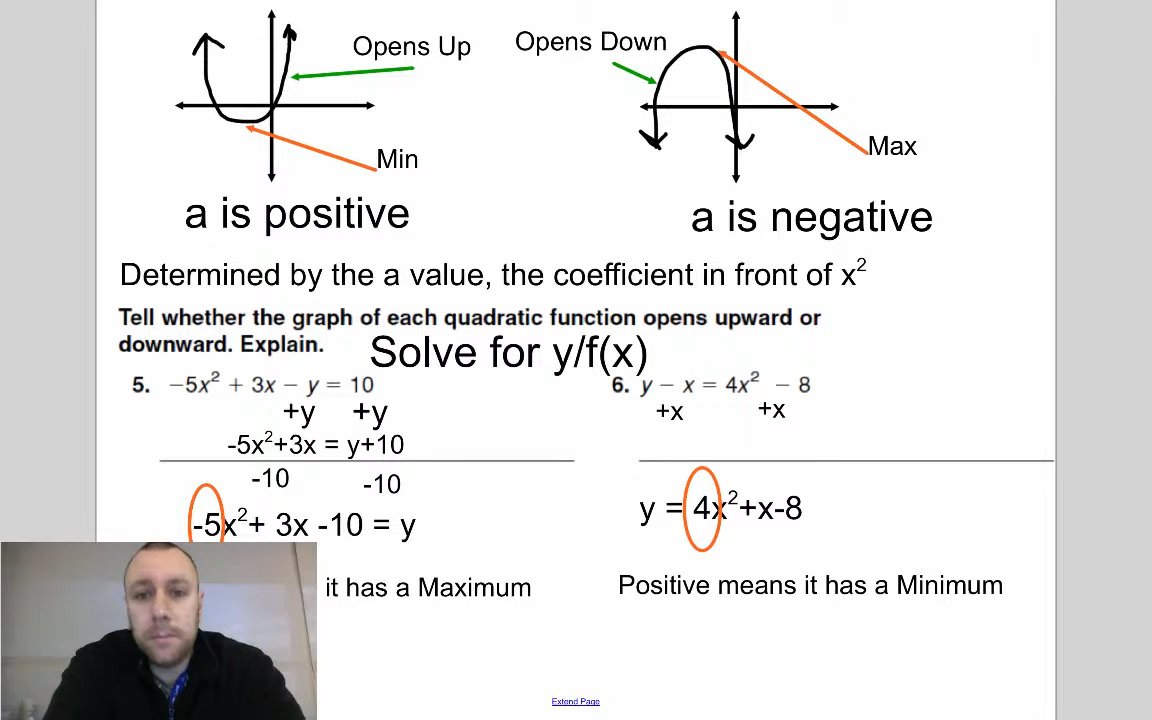 Opens Up
Opens Down
Min
Max
a is positive
a is negative
Determined by the a value, the coefficient in front of x²
Tell whether the graph of each quadratic function opens upward or
downward. Explain.
Solve for y/f(x)
5. −5x² + 3x − y = 10
+y +y
-5x²+3x = y+10
-10 -10
-5x²+ 3x -10 = y
it has a Maximum
6. y − x = 4x² − 8
+x +x
y = 4x²+x-8
Positive means it has a Minimum
Extend Page